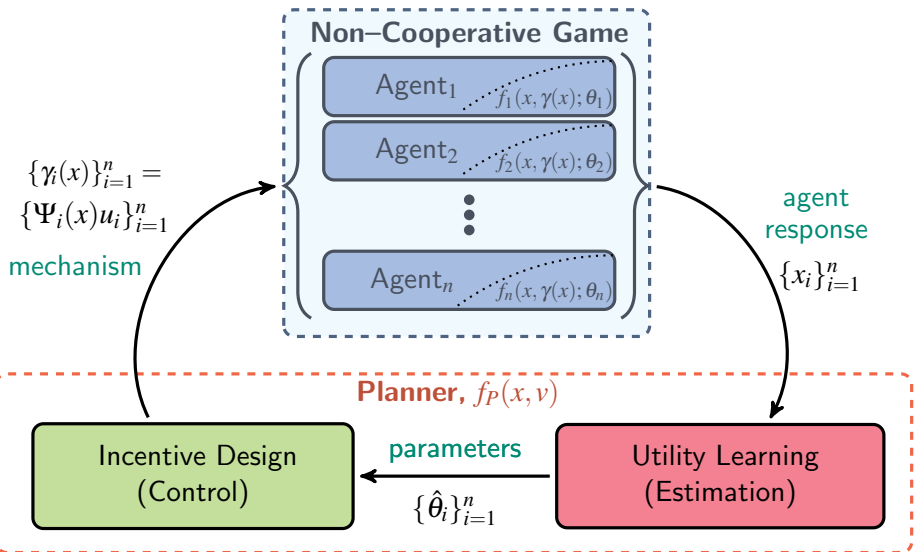 Non–Cooperative Game
Agent₁
f₁(x, γ(x); θ₁)
Agent₂
f₂(x, γ(x); θ₂)
Agentₙ
fₙ(x, γ(x); θₙ)
{γᵢ(x)}ⁿᵢ₌₁ =
{Ψᵢ(x)uᵢ}ⁿᵢ₌₁
mechanism
agent
response
{xᵢ}ⁿᵢ₌₁
Planner, f_P(x, v)
Incentive Design
(Control)
parameters
{θ̂ᵢ}ⁿᵢ₌₁
Utility Learning
(Estimation)